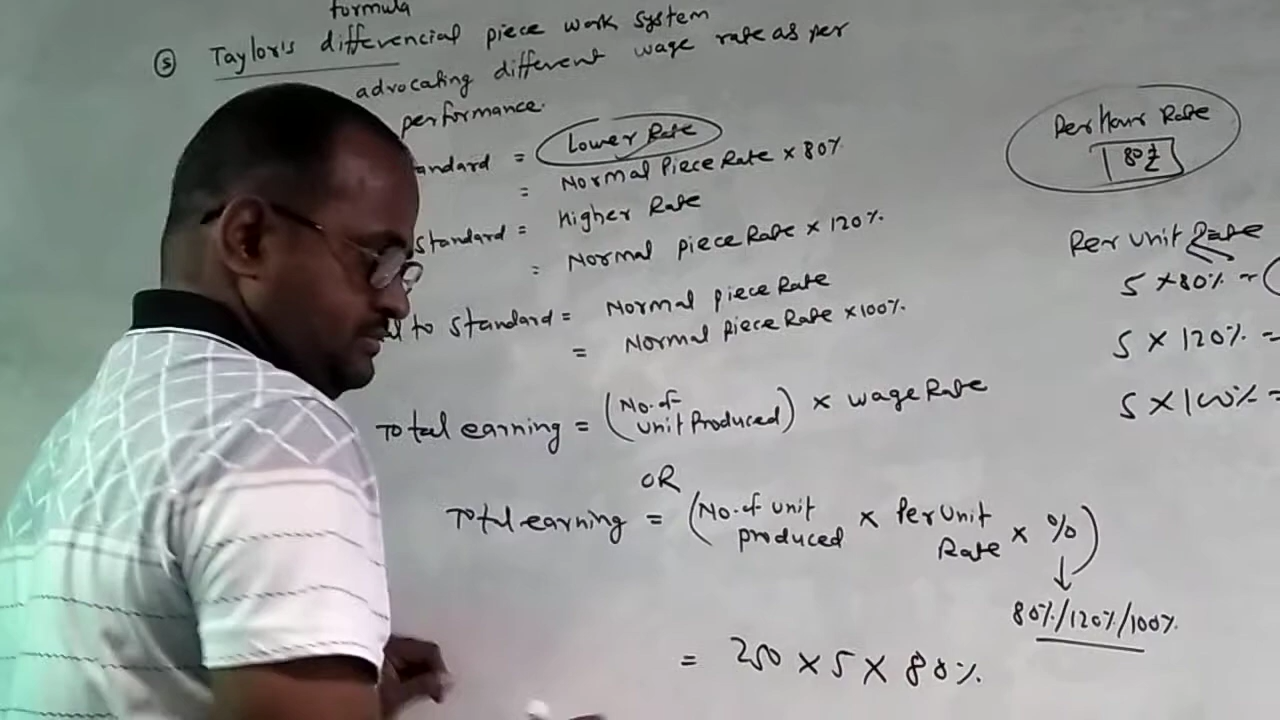 formula
(5) Taylor's differencial piece work system
advocating different wage rate as per
performance.
andard = Lower Rate
= Normal Piece Rate × 80%
standard = Higher Rate
= Normal piece Rate × 120%
to standard = Normal piece Rate
= Normal piece Rate × 100%
Total earning = (No. of unit Produced) × wage Rate
OR
Total earning = (No. of unit produced × Per Unit Rate × %)
↓
80%/120%/100%
= 250 × 5 × 80%
Per Hour Rate
80
Per unit Rate
5 × 80% =
5 × 120% =
5 × 100% =